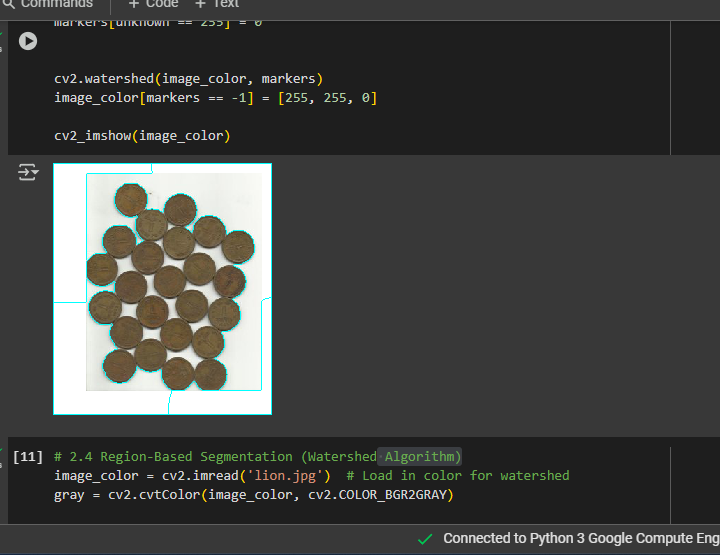 Commands + Code + Text
markers[unknown == 255] = 0
cv2.watershed(image_color, markers)
image_color[markers == -1] = [255, 255, 0]
cv2_imshow(image_color)
[11] # 2.4 Region-Based Segmentation (Watershed Algorithm)
image_color = cv2.imread('lion.jpg')  # Load in color for watershed
gray = cv2.cvtColor(image_color, cv2.COLOR_BGR2GRAY)
Connected to Python 3 Google Compute Eng